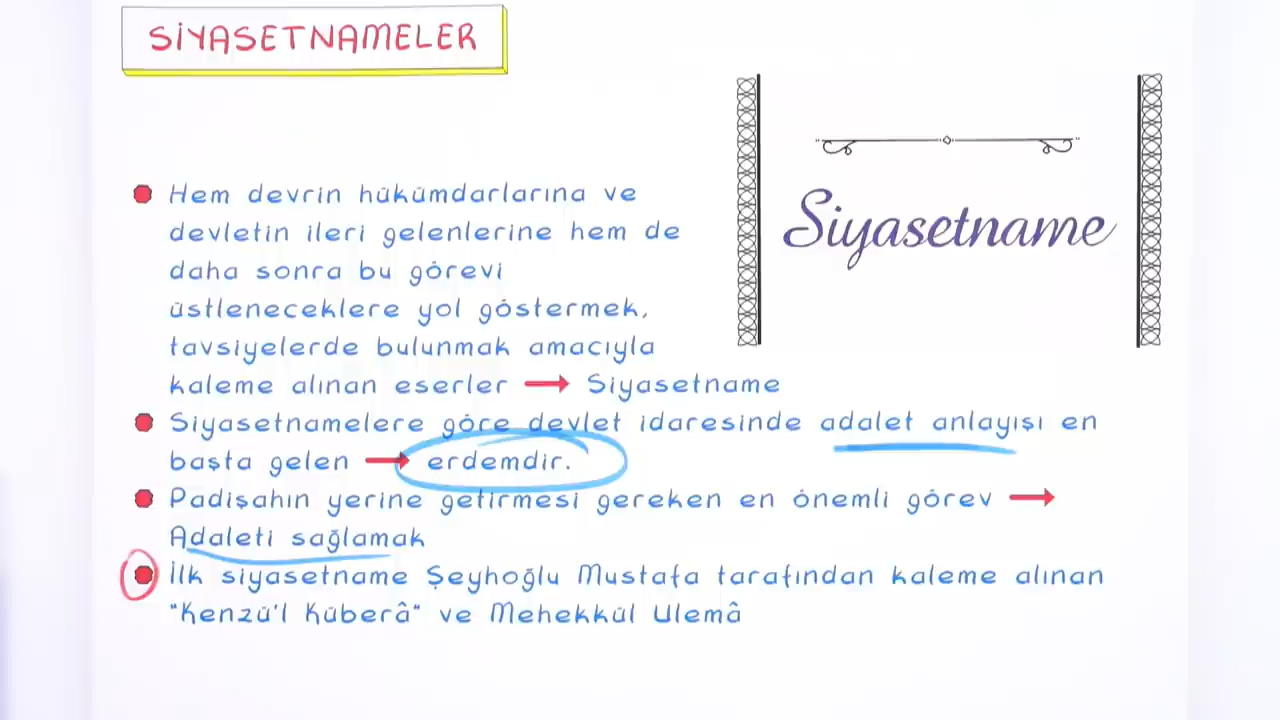 SİYASETNAMELER
Siyasetname
Hem devrin hükümdarlarına ve
devletin ileri gelenlerine hem de
daha sonra bu görevi
üstleneceklere yol göstermek,
tavsiyelerde bulunmak amacıyla
kaleme alınan eserler → Siyasetname
Siyasetnamelere göre devlet idaresinde adalet anlayışı en
başta gelen → erdemdir.
Padişahın yerine getirmesi gereken en önemli görev →
Adaleti sağlamak
İlk siyasetname Şeyhoğlu Mustafa tarafından kaleme alınan
"Kenzü'l Küberâ" ve Mehekkül Ulemâ